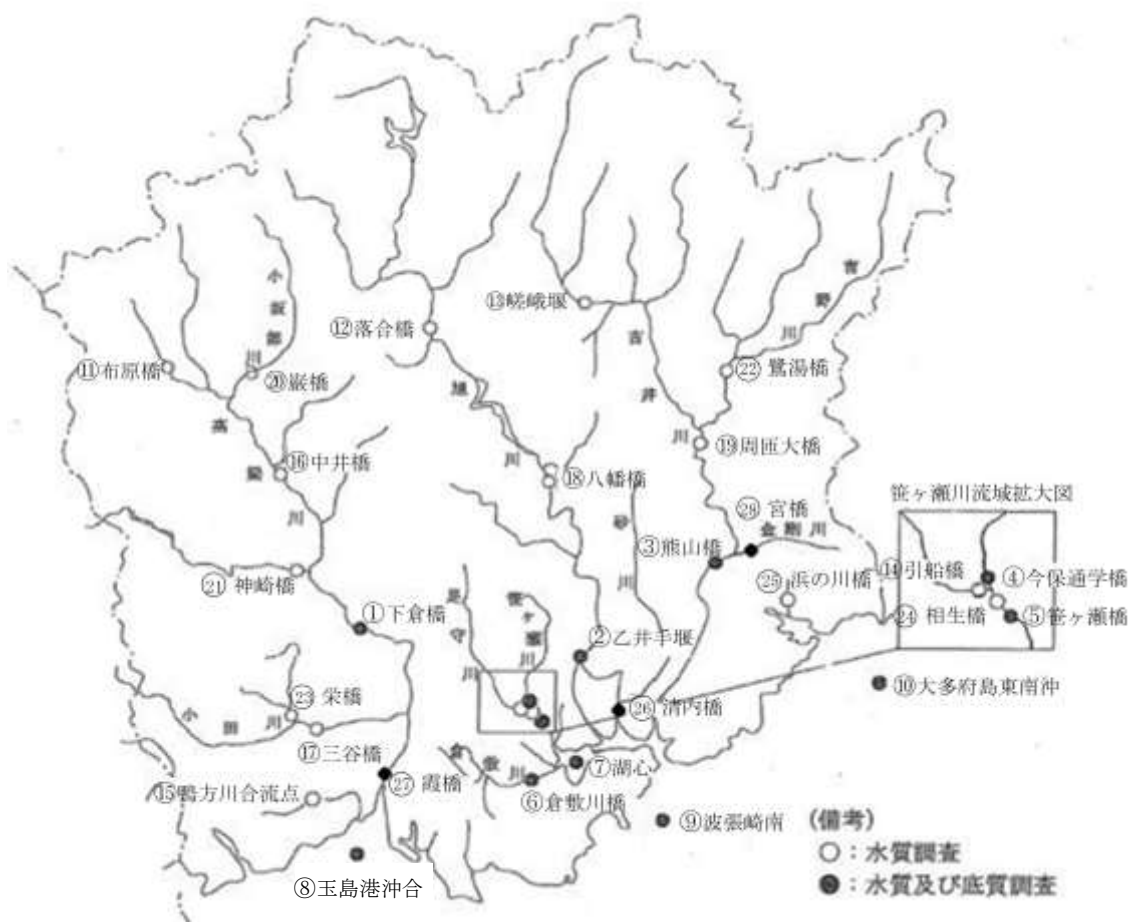 小坂部川
⑬嵯峨堰
吉野川
⑫落合橋
⑪布原橋
⑳巌橋
吉井川
㉒鷺湯橋
旭川
高梁川
⑲周匝大橋
⑯中井橋
⑱八幡橋
笹ヶ瀬川流域拡大図
㉘宮橋
砂川
金剛川
③熊山橋
⑭引船橋
④今保通学橋
㉑神崎橋
㉕浜の川橋
①下倉橋
足守川
笹ヶ瀬川
②乙井手堰
㉔相生橋
⑤笹ヶ瀬橋
⑩大多府島東南沖
㉓栄橋
小田川
㉖清内橋
⑰三谷橋
倉敷川
⑦湖心
⑮鴨方川合流点
㉗霞橋
⑥倉敷川橋
⑨波張崎南
(備考)
○：水質調査
●：水質及び底質調査
⑧玉島港沖合